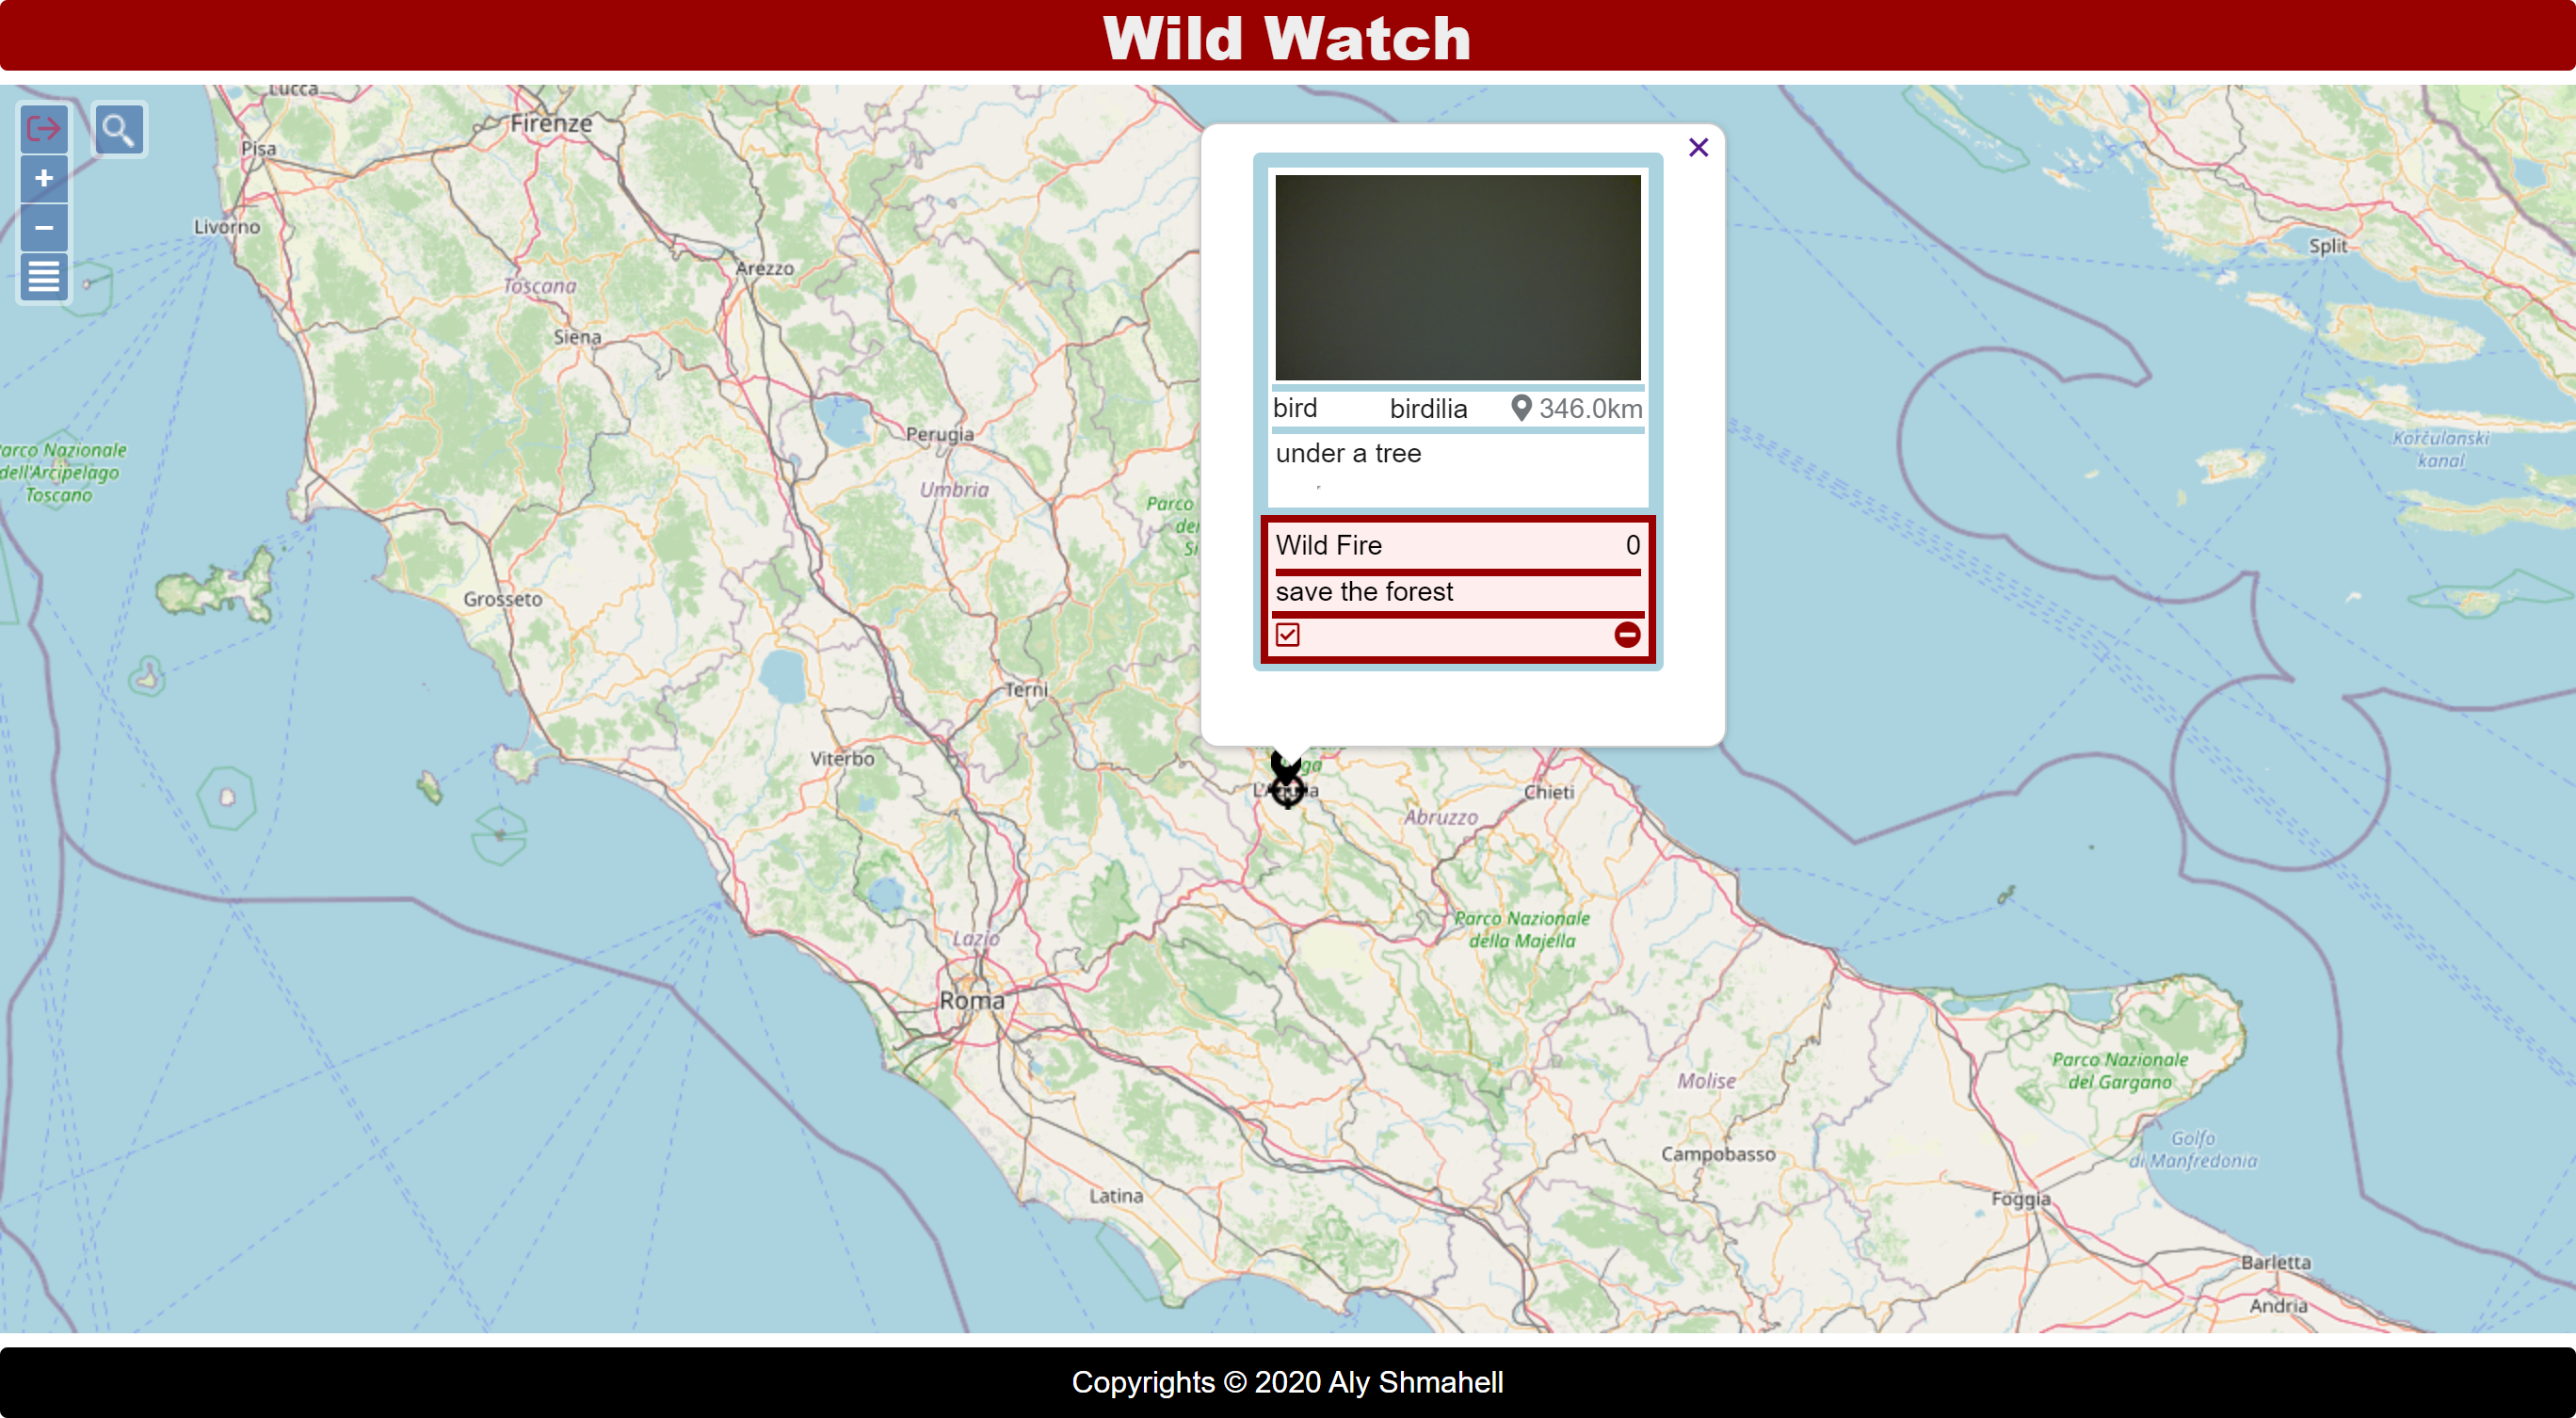 Wild Watch
Lucca
Firenze
Pisa
Livorno
Arezzo
Toscana
Siena
Split
bird birdilia 346.0km
Perugia
under a tree
Umbria
arco Nazionale
dell'Arcipelago
Toscano
Korčulanski
kanal
Parco
Wild Fire 0
save the forest
Grosseto
Terni
Viterbo
Chieti
Abruzzo
Parco Nazionale
della Majella
Lazio
Roma
Parco Nazionale
del Gargano
Molise
Golfo
di Manfredonia
Campobasso
Latina
Foggia
Barletta
Andria
Copyrights © 2020 Aly Shmahell